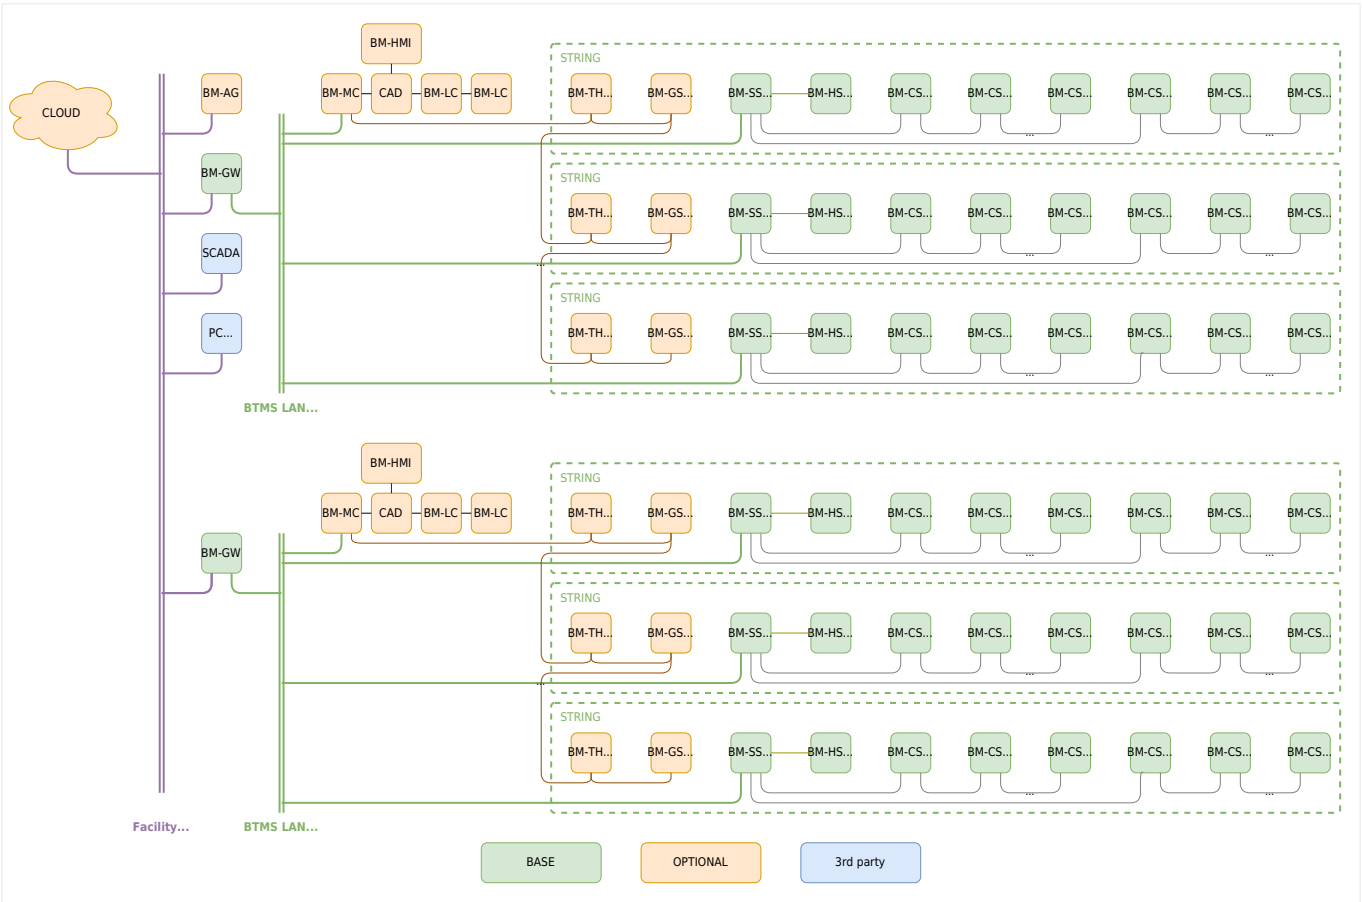 BM-HMI
STRING
CLOUD
BM-AG
BM-MC
CAD
BM-LC
BM-LC
BM-TH...
BM-GS...
BM-SS...
BM-HS...
BM-CS...
BM-CS...
BM-CS...
BM-CS...
BM-CS...
BM-CS...
...
...
BM-GW
STRING
BM-TH...
BM-GS...
BM-SS...
BM-HS...
BM-CS...
BM-CS...
BM-CS...
BM-CS...
BM-CS...
BM-CS...
SCADA
...
...
...
STRING
PC...
BM-TH...
BM-GS...
BM-SS...
BM-HS...
BM-CS...
BM-CS...
BM-CS...
BM-CS...
BM-CS...
BM-CS...
...
...
BTMS LAN...
BM-HMI
STRING
BM-MC
CAD
BM-LC
BM-LC
BM-TH...
BM-GS...
BM-SS...
BM-HS...
BM-CS...
BM-CS...
BM-CS...
BM-CS...
BM-CS...
BM-CS...
...
...
BM-GW
STRING
BM-TH...
BM-GS...
BM-SS...
BM-HS...
BM-CS...
BM-CS...
BM-CS...
BM-CS...
BM-CS...
BM-CS...
...
...
...
STRING
BM-TH...
BM-GS...
BM-SS...
BM-HS...
BM-CS...
BM-CS...
BM-CS...
BM-CS...
BM-CS...
BM-CS...
...
...
Facility...
BTMS LAN...
BASE
OPTIONAL
3rd party